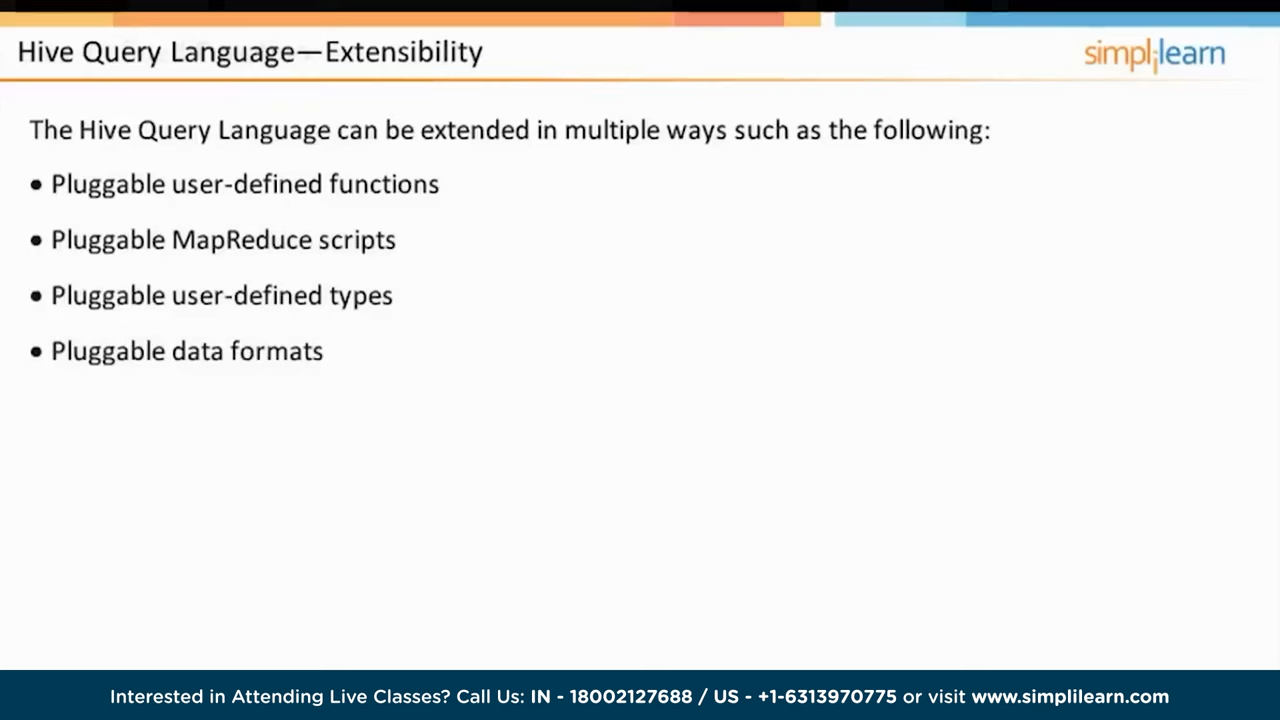 Hive Query Language—Extensibility
simplilearn
The Hive Query Language can be extended in multiple ways such as the following:
• Pluggable user-defined functions
• Pluggable MapReduce scripts
• Pluggable user-defined types
• Pluggable data formats
Interested in Attending Live Classes? Call Us: IN - 18002127688 / US - +1-6313970775 or visit www.simplilearn.com